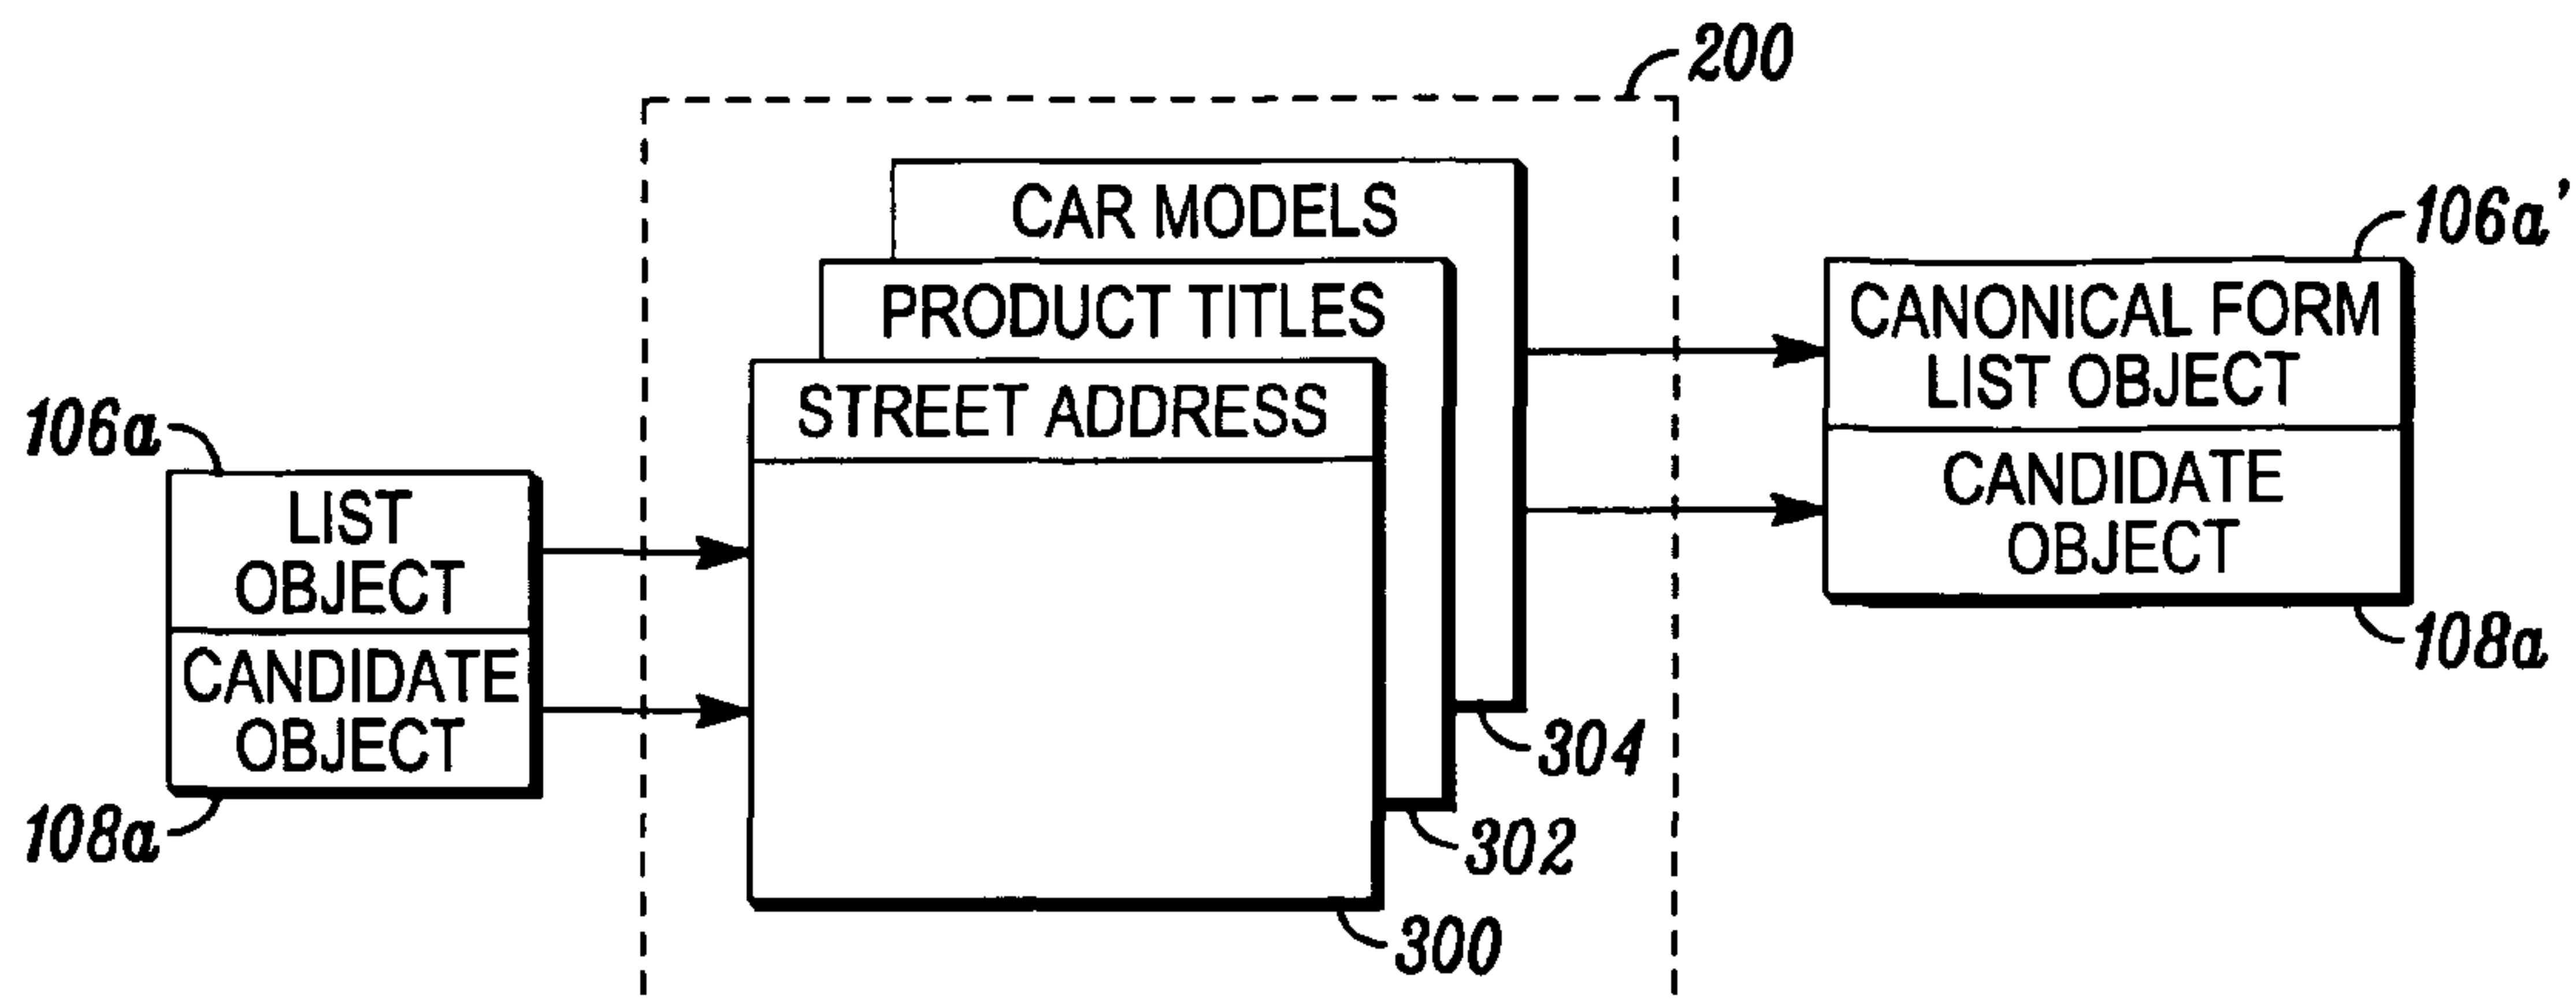 200
CAR MODELS
106a'
PRODUCT TITLES
CANONICAL FORM
LIST OBJECT
STREET ADDRESS
106a
CANDIDATE
OBJECT
LIST
OBJECT
108a
CANDIDATE
OBJECT
304
108a
302
300